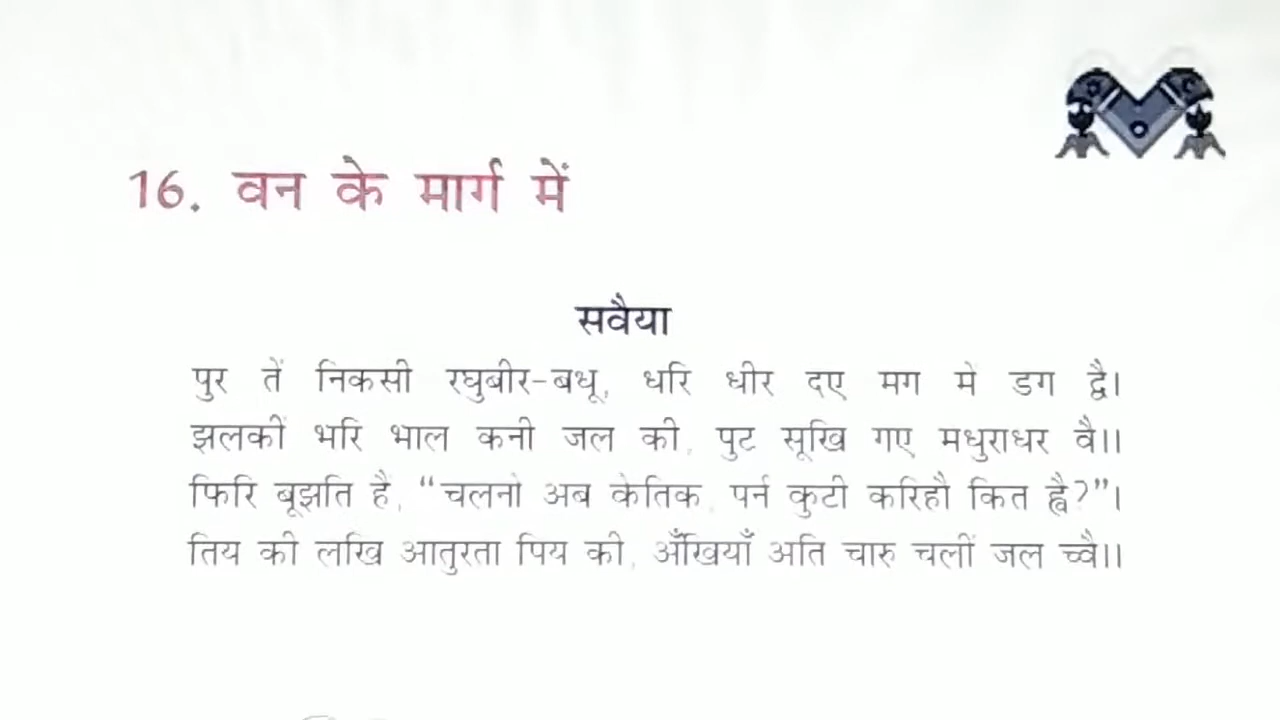 16. वन के मार्ग में
सवैया
पुर तें निकसी रघुबीर-बधू, धरि धीर दए मग में डग द्वै।
झलकीं भरि भाल कनी जल की, पुट सूखि गए मधुराधर वै।।
फिरि बूझति हैं, “चलनो अब केतिक, पर्न कुटी करिहौं कित ह्वै?”।
तिय की लखि आतुरता पिय की, अँखियाँ अति चारु चलीं जल च्वै।।